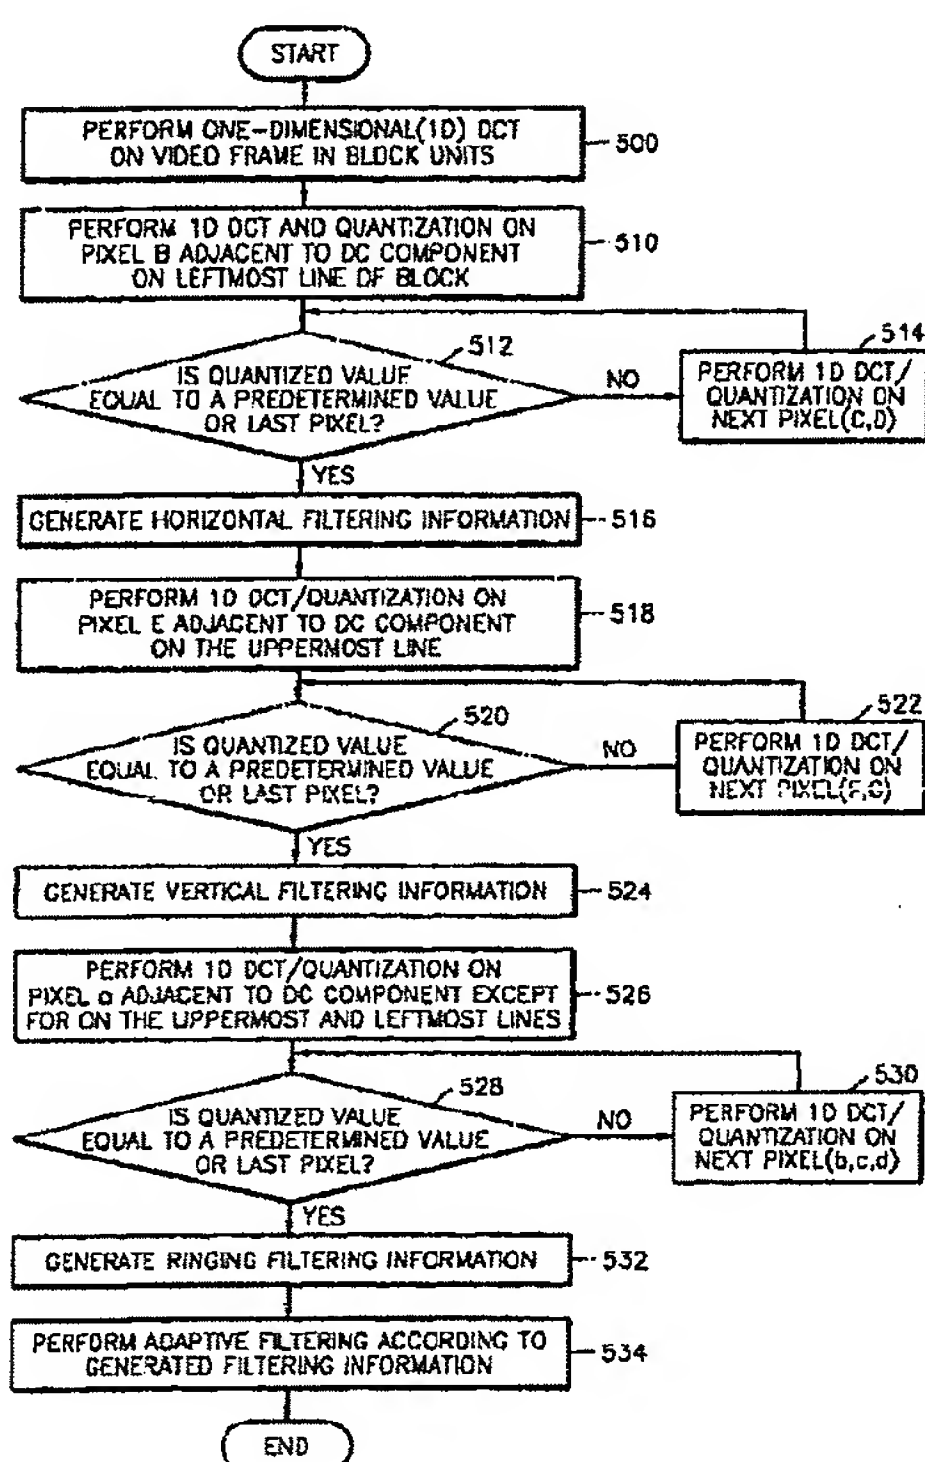 START
PERFORM ONE-DIMENSIONAL(1D) DCT
ON VIDEO FRAME IN BLOCK UNITS
500
PERFORM 1D DCT AND QUANTIZATION ON
PIXEL B ADJACENT TO DC COMPONENT
ON LEFTMOST LINE OF BLOCK
510
512
IS QUANTIZED VALUE
EQUAL TO A PREDETERMINED VALUE
OR LAST PIXEL?
NO
514
PERFORM 1D DCT/
QUANTIZATION ON
NEXT PIXEL(C,D)
YES
GENERATE HORIZONTAL FILTERING INFORMATION
516
PERFORM 1D DCT/QUANTIZATION ON
PIXEL E ADJACENT TO DC COMPONENT
ON THE UPPERMOST LINE
518
520
IS QUANTIZED VALUE
EQUAL TO A PREDETERMINED VALUE
OR LAST PIXEL?
NO
522
PERFORM 1D DCT/
QUANTIZATION ON
NEXT PIXEL(F,G)
YES
GENERATE VERTICAL FILTERING INFORMATION
524
PERFORM 1D DCT/QUANTIZATION ON
PIXEL a ADJACENT TO DC COMPONENT EXCEPT
FOR ON THE UPPERMOST AND LEFTMOST LINES
526
528
IS QUANTIZED VALUE
EQUAL TO A PREDETERMINED VALUE
OR LAST PIXEL?
NO
530
PERFORM 1D DCT/
QUANTIZATION ON
NEXT PIXEL(b,c,d)
YES
GENERATE RINGING FILTERING INFORMATION
532
PERFORM ADAPTIVE FILTERING ACCORDING TO
GENERATED FILTERING INFORMATION
534
END